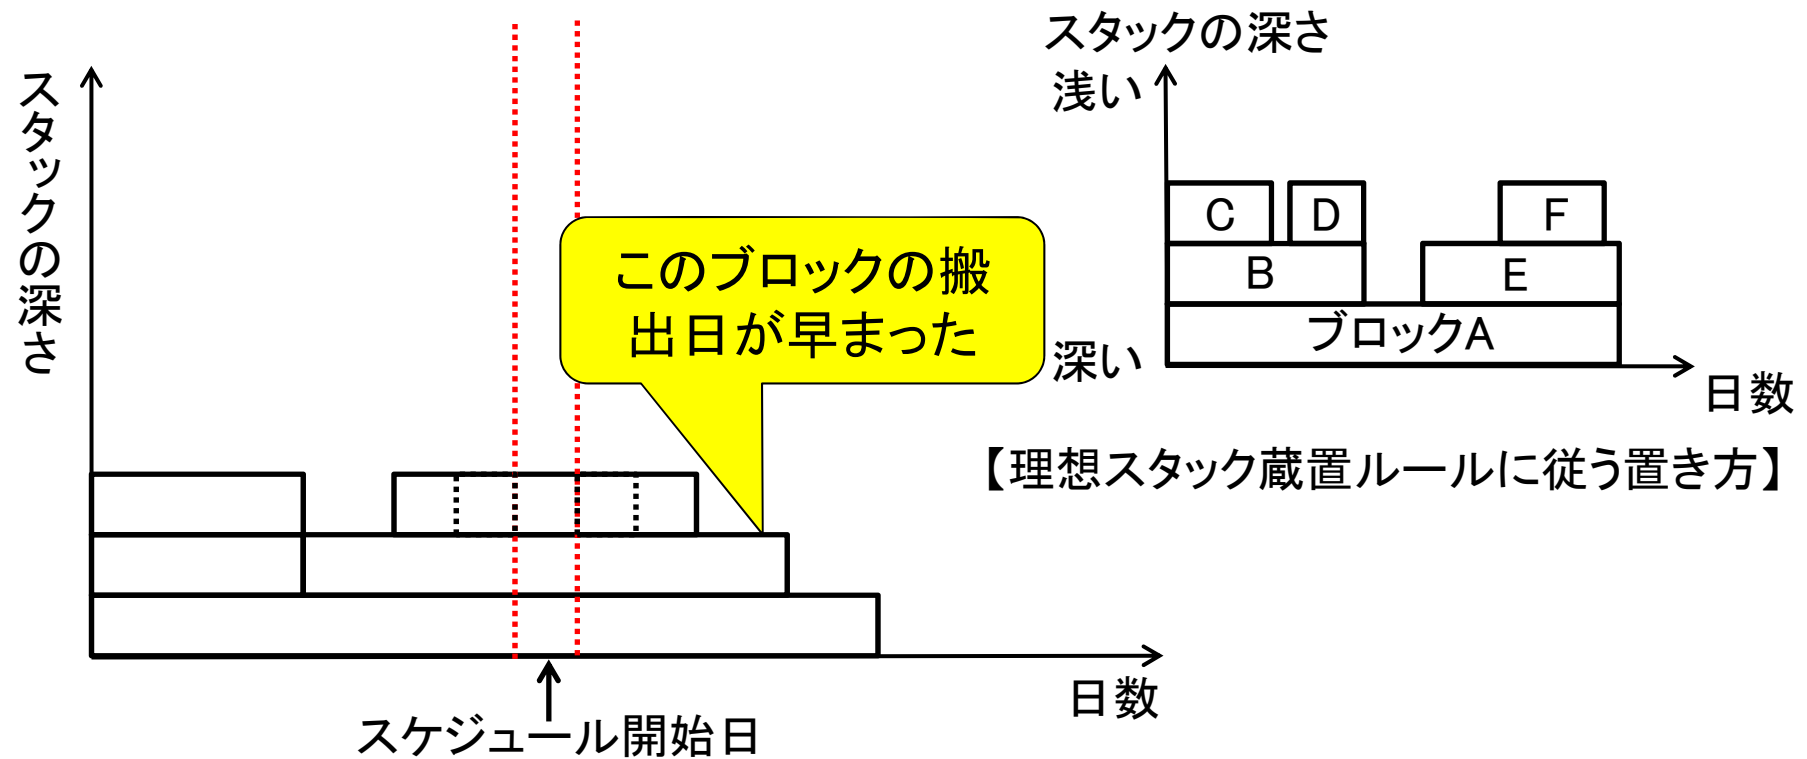 スタックの深さ
このブロックの搬
出日が早まった
日数
スケジュール開始日
スタックの深さ
浅い
C
D
F
B
E
ブロックA
深い
日数
【理想スタック蔵置ルールに従う置き方】